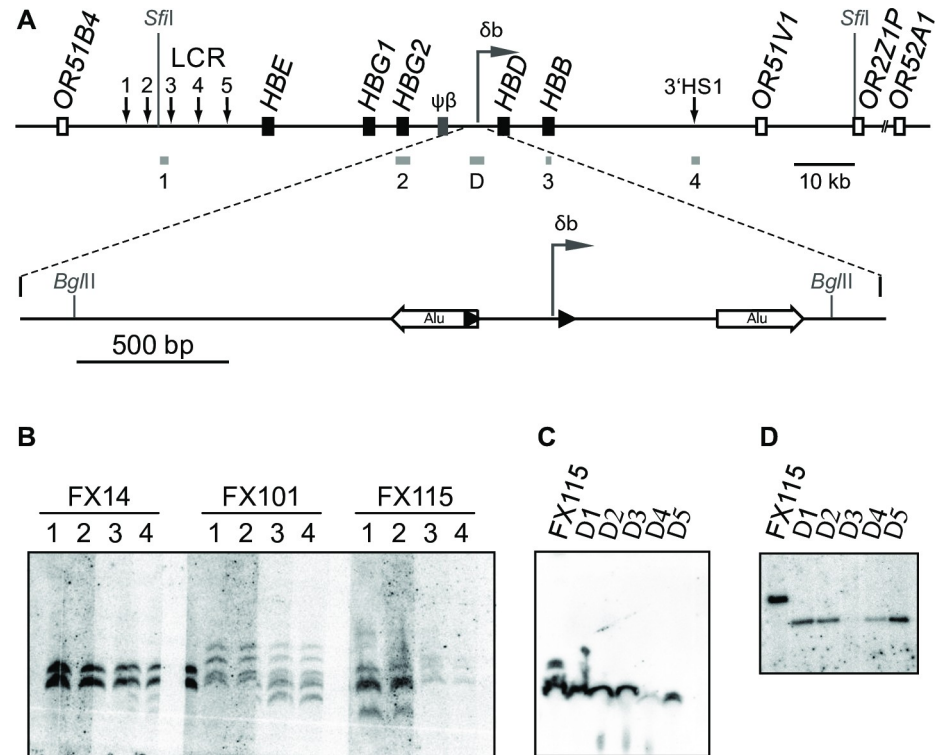 A
SfiI
δb
SfiI
OR51B4
LCR
1 2 3 4 5
HBE
HBG1
HBG2
ψβ
HBD
HBB
3'HS1
OR51V1
OR2Z1P
OR52A1
1 2 D 3 4
10 kb
δb
BglII
BglII
Alu
Alu
500 bp
B
FX14 FX101 FX115
1 2 3 4 1 2 3 4 1 2 3 4
C
FX115 D1 D2 D3 D4 D5
D
FX115 D1 D2 D3 D4 D5